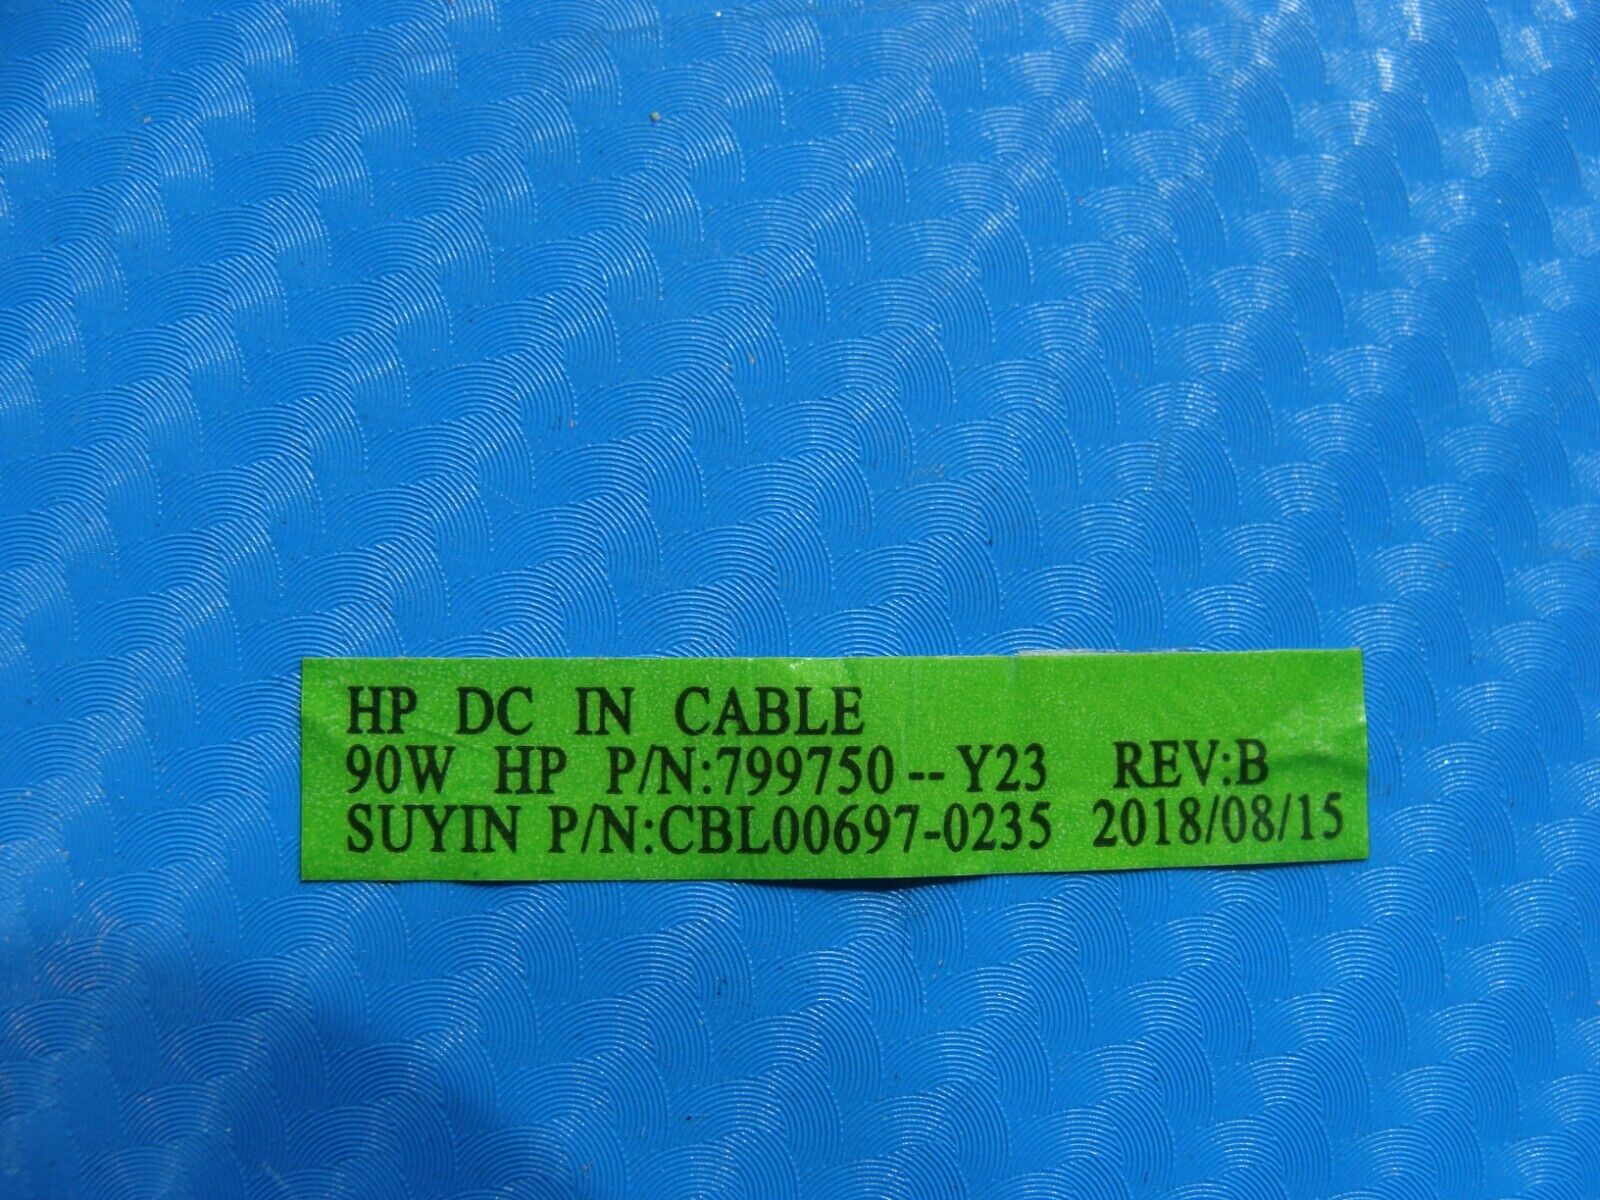 HP DC IN CABLE
90W HP P/N:799750--Y23 REV:B
SUYIN P/N:CBL00697-0235 2018/08/15